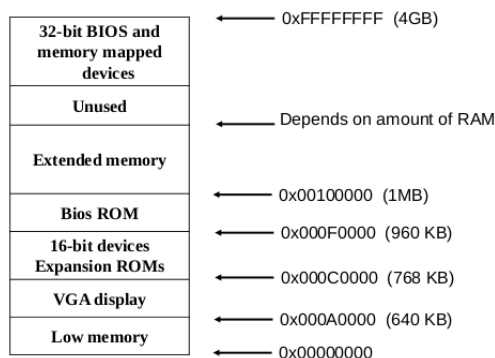 32-bit BIOS and
memory mapped
devices
Unused
Extended memory
Bios ROM
16-bit devices
Expansion ROMs
VGA display
Low memory
0xFFFFFFFF (4GB)
Depends on amount of RAM
0x00100000 (1MB)
0x000F0000 (960 KB)
0x000C0000 (768 KB)
0x000A0000 (640 KB)
0x00000000